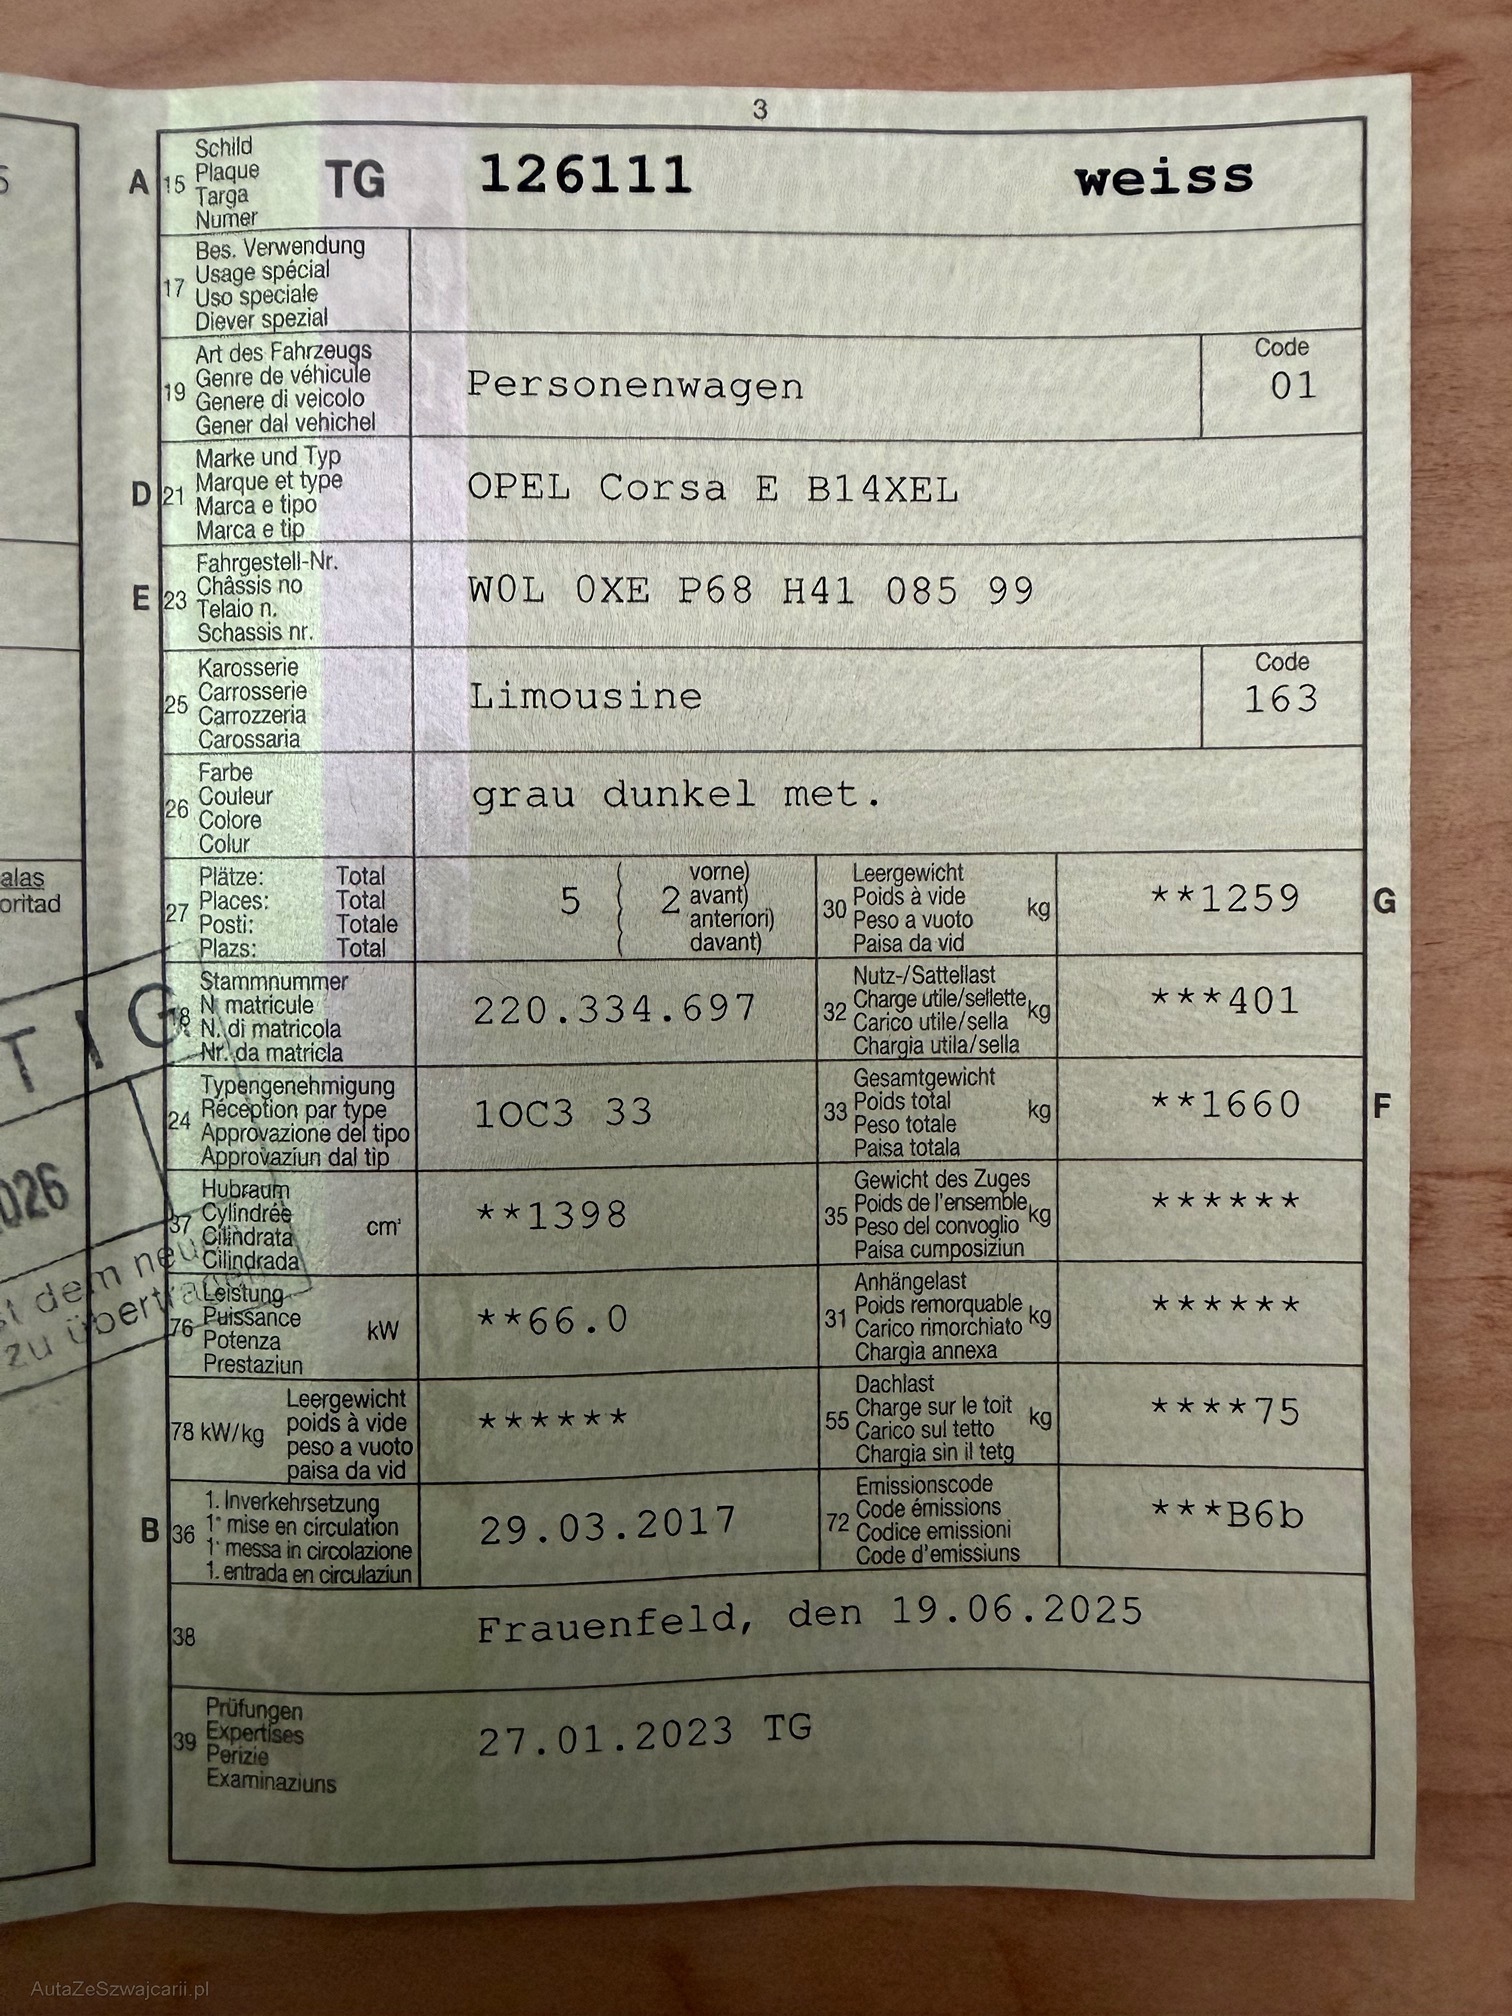 3
A 15 Schild
Plaque
Targa
Numer
TG 126111 weiss
17 Bes. Verwendung
Usage spécial
Uso speciale
Diever spezial
19 Art des Fahrzeugs
Genre de véhicule
Genere di veicolo
Gener dal vehichel
Personenwagen
Code
01
D 21 Marke und Typ
Marque et type
Marca e tipo
Marca e tip
OPEL Corsa E B14XEL
E 23 Fahrgestell-Nr.
Châssis no
Telaio n.
Schassis nr.
W0L 0XE P68 H41 085 99
25 Karosserie
Carrosserie
Carrozzeria
Carossaria
Limousine
Code
163
26 Farbe
Couleur
Colore
Colur
grau dunkel met.
27 Plätze: Total
Places: Total
Posti: Totale
Plazs: Total
5 ( 2 vorne)
( avant)
( anteriori)
( davant)
30 Leergewicht
Poids à vide
Peso a vuoto
Paisa da vid
kg **1259 G
18 Stammnummer
N matricule
N. di matricola
Nr. da matricla
220.334.697
32 Nutz-/Sattellast
Charge utile/sellette
Carico utile/sella
Chargia utila/sella
kg ***401
24 Typengenehmigung
Réception par type
Approvazione del tipo
Approvaziun dal tip
1OC3 33
33 Gesamtgewicht
Poids total
Peso totale
Paisa totala
kg **1660 F
37 Hubraum
Cylindrée
Cilindrata
Cilindrada
cm³ **1398
35 Gewicht des Zuges
Poids de l'ensemble
Peso del convoglio
Paisa cumposiziun
kg ******
76 Leistung
Puissance
Potenza
Prestaziun
kW **66.0
31 Anhängelast
Poids remorquable
Carico rimorchiato
Chargia annexa
kg ******
78 kW/kg Leergewicht
poids à vide
peso a vuoto
paisa da vid
******
55 Dachlast
Charge sur le toit
Carico sul tetto
Chargia sin il tetg
kg ****75
B 36 1. Inverkehrsetzung
1° mise en circulation
1° messa in circolazione
1. entrada en circulaziun
29.03.2017
72 Emissionscode
Code émissions
Codice emissioni
Code d'emissiuns
***B6b
38 Frauenfeld, den 19.06.2025
39 Prüfungen
Expertises
Perizie
Examinaziuns
27.01.2023 TG
alas
oritad
T I G
026
st dem neu
zu übertra
AutaZeSzwajcarii.pl